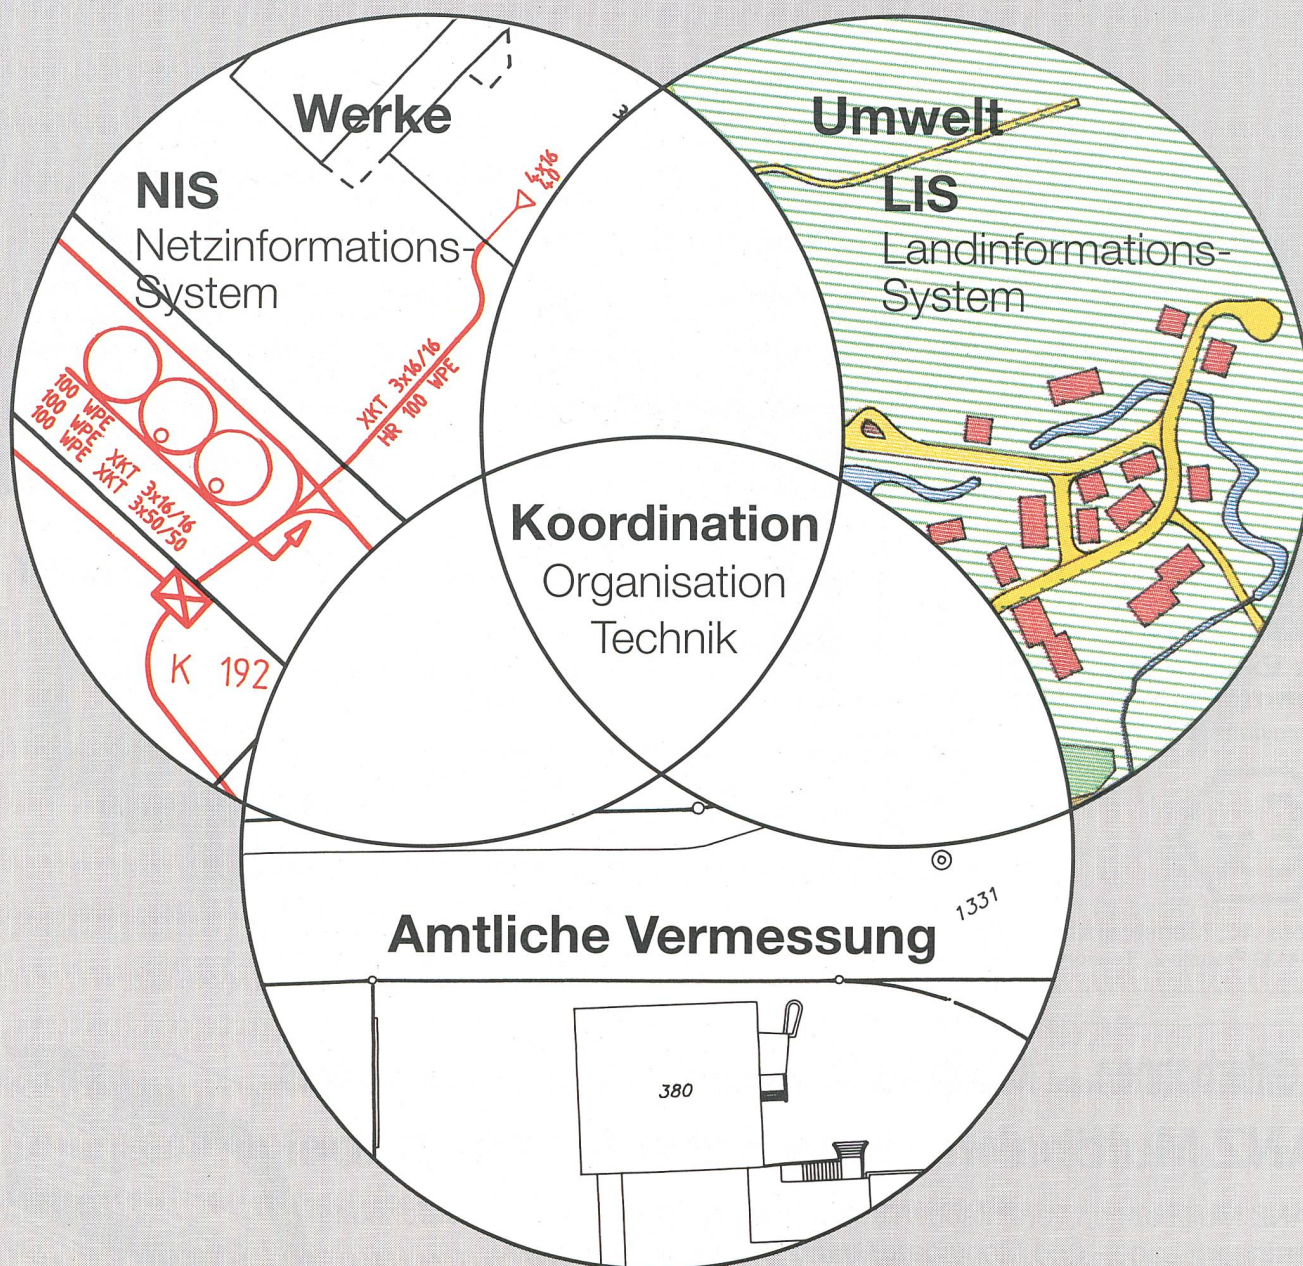 Werke
NIS
Netzinformations-
System
4x16
XKT 3x16/16
HR 100 WPE
100 WPE
100 WPE XKT 3x16/16
100 WPE XKT 3x50/50
K 192
Umwelt
LIS
Landinformations-
System
Koordination
Organisation
Technik
Amtliche Vermessung
1331
380